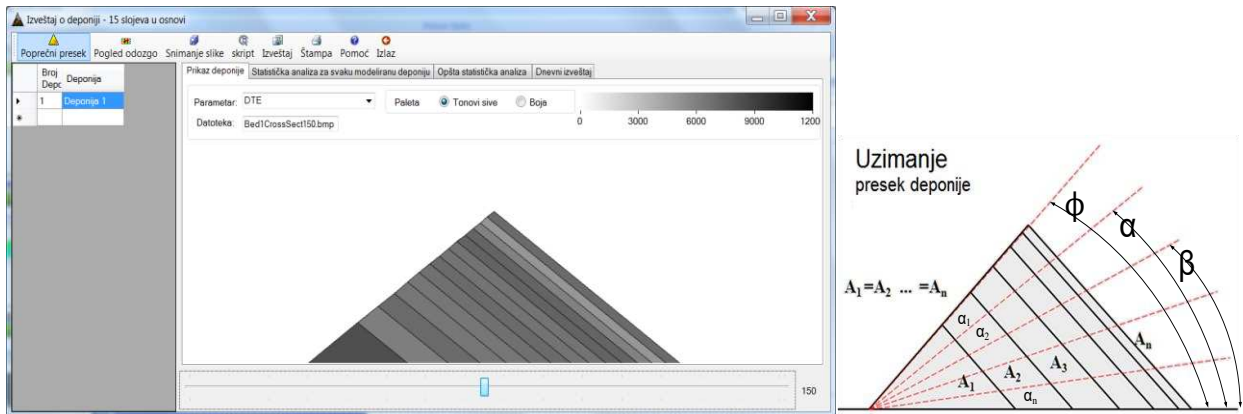 Izveštaj o deponiji - 15 slojeva u osnovi
Poprečni presek Pogled odozgo Snimanje slike skript Izveštaj Štampa Pomoć Izlaz
Broj Depc Deponija
1 Deponija 1
Prikaz deponije Statistička analiza za svaku modeliranu deponiju Opšta statistička analiza Dnevni izveštaj
Parametar: DTE Paleta Tonovi sive Boja
Datoteka: Bed1CrossSect150.bmp
0 3000 6000 9000 1200
150
Uzimanje
presek deponije
ϕ
α
β
A1=A2 ... =An
α1
α2
An
A1 A2 A3
αn